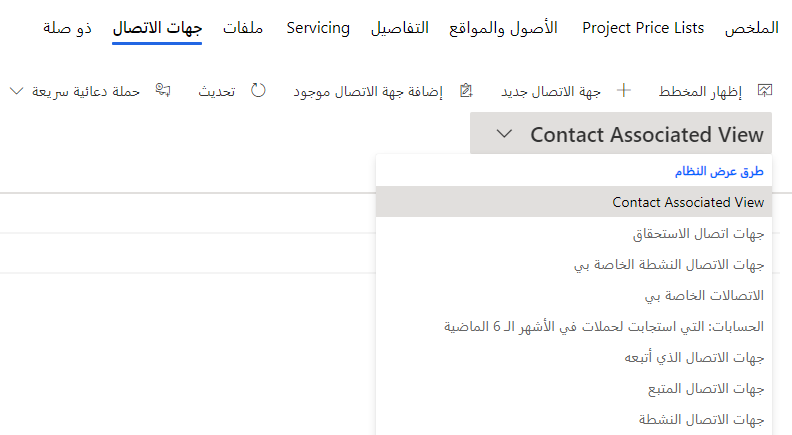 الملخص Project Price Lists الأصول والمواقع التفاصيل Servicing ملفات جهات الاتصال ذو صلة
إظهار المخطط جهة الاتصال جديد إضافة جهة الاتصال موجود تحديث حملة دعائية سريعة
Contact Associated View
طرق عرض النظام
Contact Associated View
جهات اتصال الاستحقاق
جهات الاتصال النشطة الخاصة بي
الاتصالات الخاصة بي
الحسابات: التي استجابت لحملات في الأشهر الـ 6 الماضية
جهات الاتصال الذي أتبعه
جهات الاتصال المتبع
جهات الاتصال النشطة